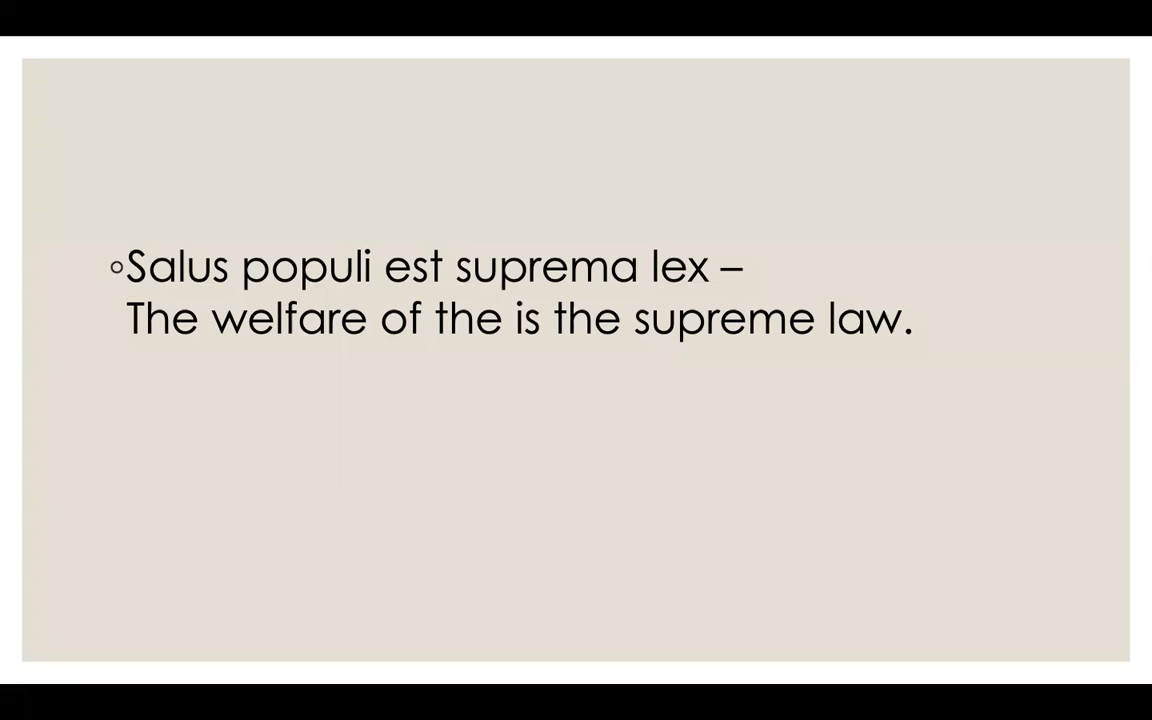 ◦Salus populi est suprema lex –
The welfare of the is the supreme law.